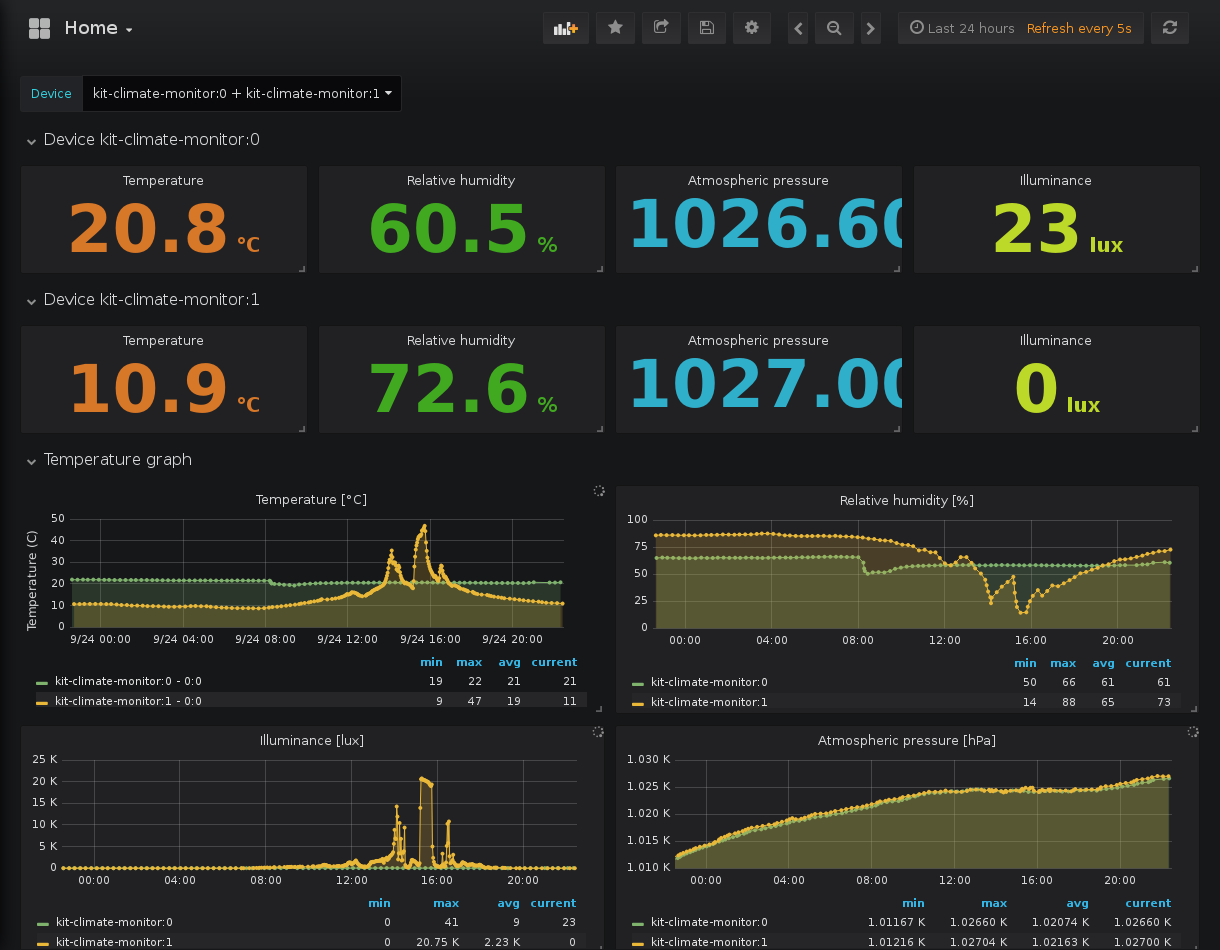 Home
Last 24 hours Refresh every 5s
Device kit-climate-monitor:0 + kit-climate-monitor:1
Device kit-climate-monitor:0
Temperature Relative humidity Atmospheric pressure Illuminance
20.8 °C 60.5 % 1026.60 23 lux
Device kit-climate-monitor:1
Temperature Relative humidity Atmospheric pressure Illuminance
10.9 °C 72.6 % 1027.00 0 lux
Temperature graph
Temperature [°C]
Temperature (C)
50
40
30
20
10
0
9/24 00:00 9/24 04:00 9/24 08:00 9/24 12:00 9/24 16:00 9/24 20:00
min max avg current
kit-climate-monitor:0 - 0:0 19 22 21 21
kit-climate-monitor:1 - 0:0 9 47 19 11
Relative humidity [%]
100
75
50
25
0
00:00 04:00 08:00 12:00 16:00 20:00
min max avg current
kit-climate-monitor:0 50 66 61 61
kit-climate-monitor:1 14 88 65 73
Illuminance [lux]
25 K
20 K
15 K
10 K
5 K
0
00:00 04:00 08:00 12:00 16:00 20:00
min max avg current
kit-climate-monitor:0 0 41 9 23
kit-climate-monitor:1 0 20.75 K 2.23 K 0
Atmospheric pressure [hPa]
1.030 K
1.025 K
1.020 K
1.015 K
1.010 K
00:00 04:00 08:00 12:00 16:00 20:00
min max avg current
kit-climate-monitor:0 1.01167 K 1.02660 K 1.02074 K 1.02660 K
kit-climate-monitor:1 1.01216 K 1.02704 K 1.02163 K 1.02700 K